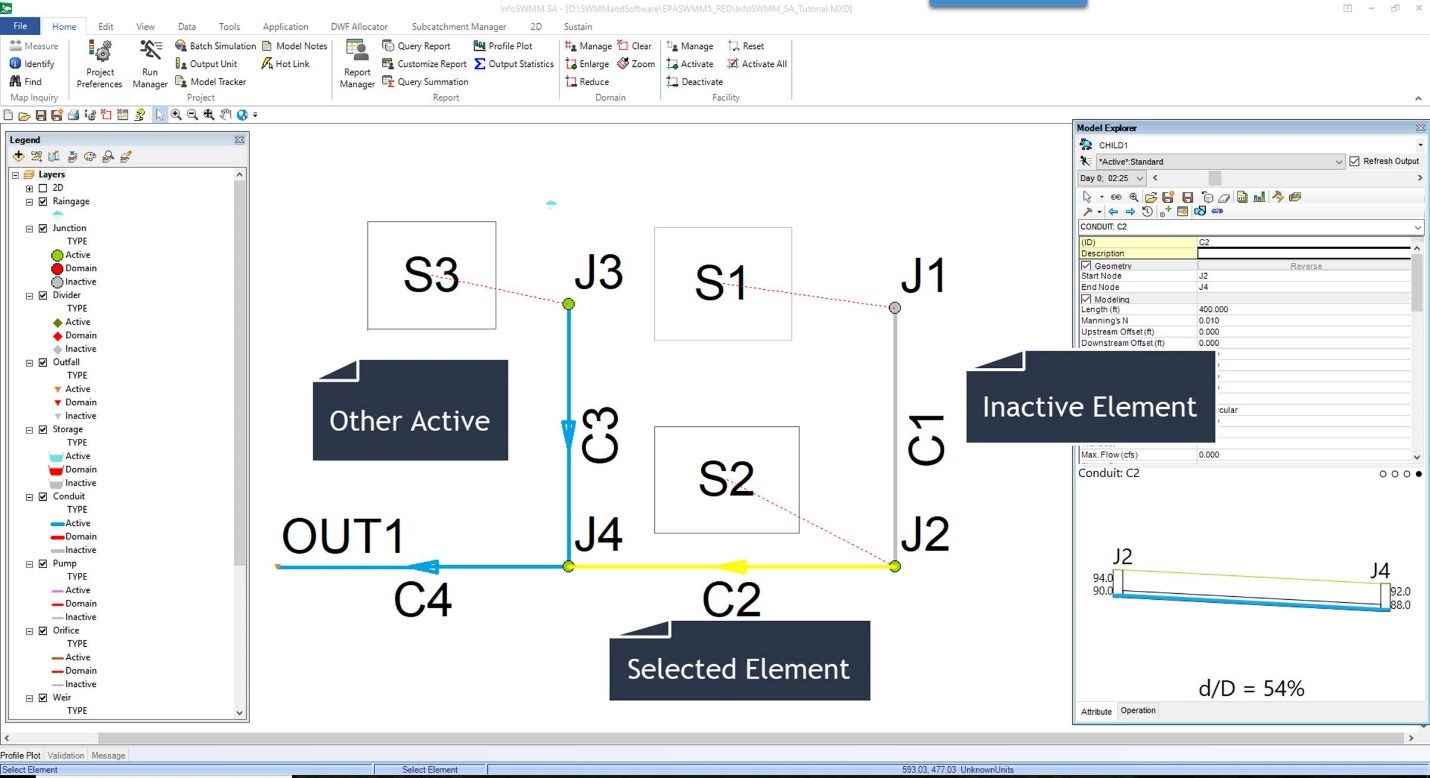 InfoSWMM SA - [D:\SWMMandSoftware\EPASWMM5_RED\InfoSWMM_SA_Tutorial.MXD]
File Home Edit View Data Tools Application DWF Allocator Subcatchment Manager 2D Sustain
Measure
Identify
Find
Map Inquiry
Project Preferences
Run Manager
Batch Simulation
Output Unit
Model Tracker
Model Notes
Hot Link
Project
Report Manager
Query Report
Customize Report
Query Summation
Profile Plot
Output Statistics
Report
Manage Clear
Enlarge Zoom
Reduce
Domain
Manage Reset
Activate Activate All
Deactivate
Facility
Legend
Layers
2D
Raingage
Junction
TYPE
Active
Domain
Inactive
Divider
TYPE
Active
Domain
Inactive
Outfall
TYPE
Active
Domain
Inactive
Storage
TYPE
Active
Domain
Inactive
Conduit
TYPE
Active
Domain
Inactive
Pump
TYPE
Active
Domain
Inactive
Orifice
TYPE
Active
Domain
Inactive
Weir
TYPE
S3
J3
S1
J1
Other Active
C3
Inactive Element
C1
S2
OUT1
J4
J2
C4
C2
Selected Element
Model Explorer
CHILD1
*Active*:Standard
Refresh Output
Day 0; 02:25
CONDUIT: C2
(ID) C2
Description
Geometry Reverse
Start Node J2
End Node J4
Modeling
Length (ft) 400.000
Manning's N 0.010
Upstream Offset (ft) 0.000
Downstream Offset (ft) 0.000
cular
Max. Flow (cfs) 0.000
Conduit: C2
J2
J4
94.0
90.0
92.0
88.0
d/D = 54%
Attribute Operation
Profile Plot Validation Message
Select Element Select Element 593.03, 477.03 UnknownUnits